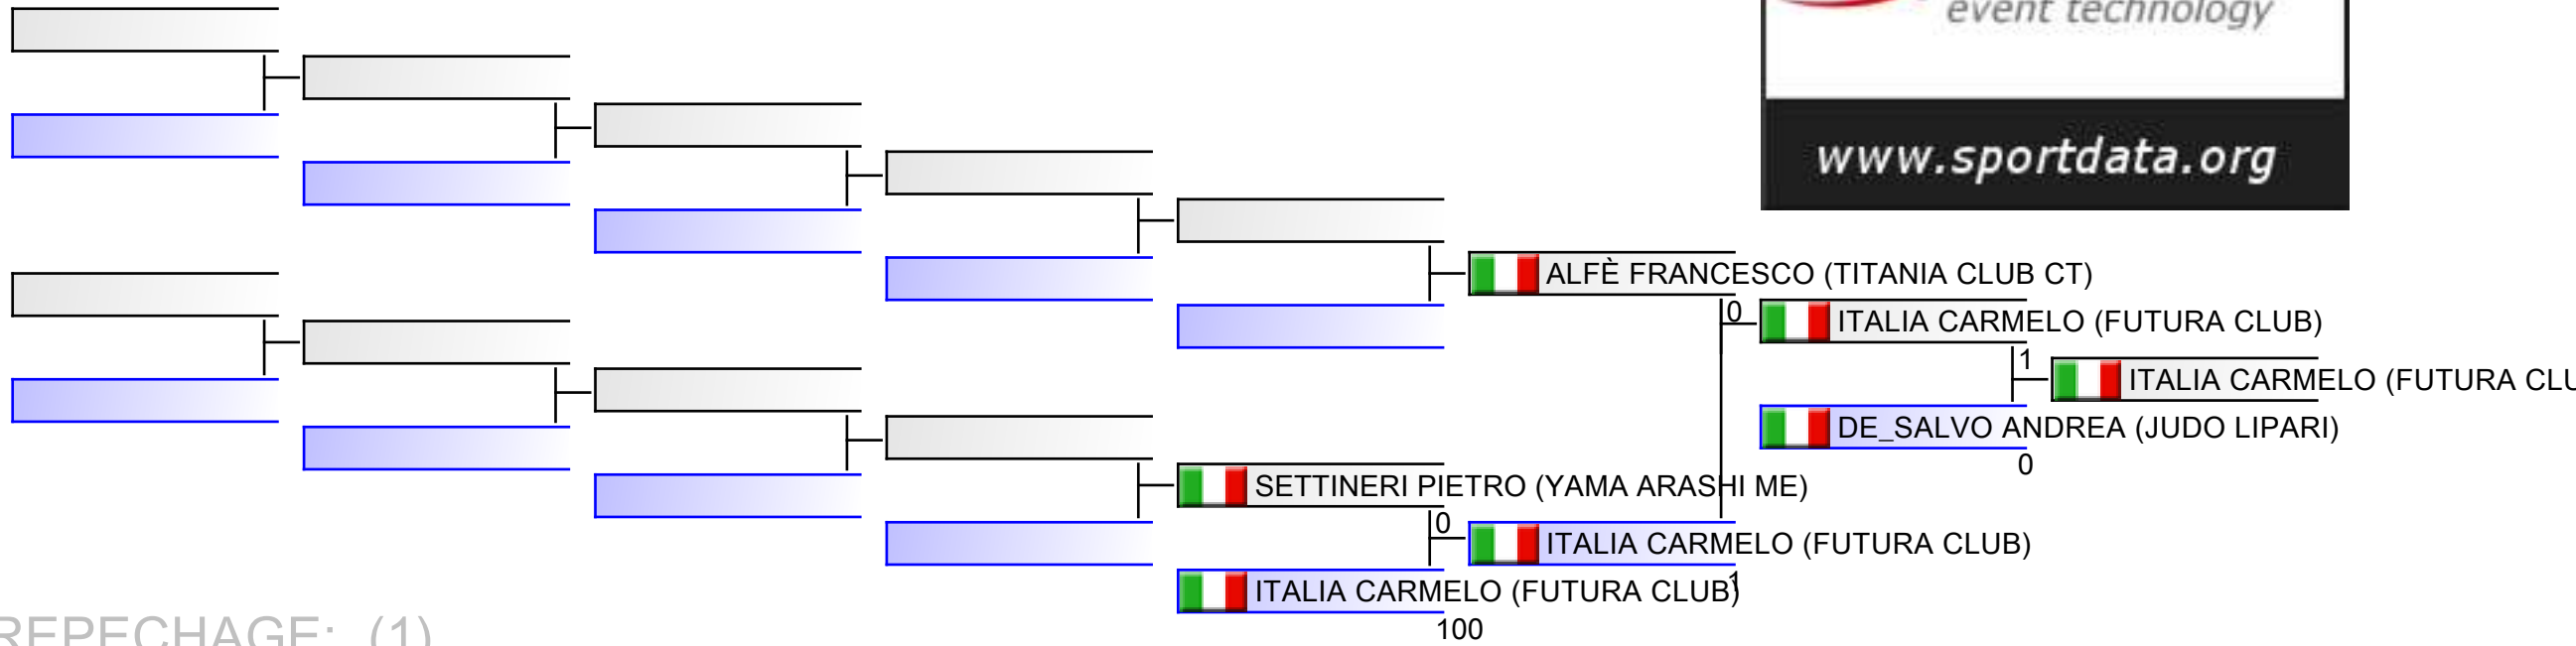 event technology
www.sportdata.org
ALFÈ FRANCESCO (TITANIA CLUB CT)
0
ITALIA CARMELO (FUTURA CLUB)
1
ITALIA CARMELO (FUTURA CLU
DE_SALVO ANDREA (JUDO LIPARI)
0
SETTINERI PIETRO (YAMA ARASHI ME)
0
ITALIA CARMELO (FUTURA CLUB)
1
ITALIA CARMELO (FUTURA CLUB)
100
REPECHAGE: (1)